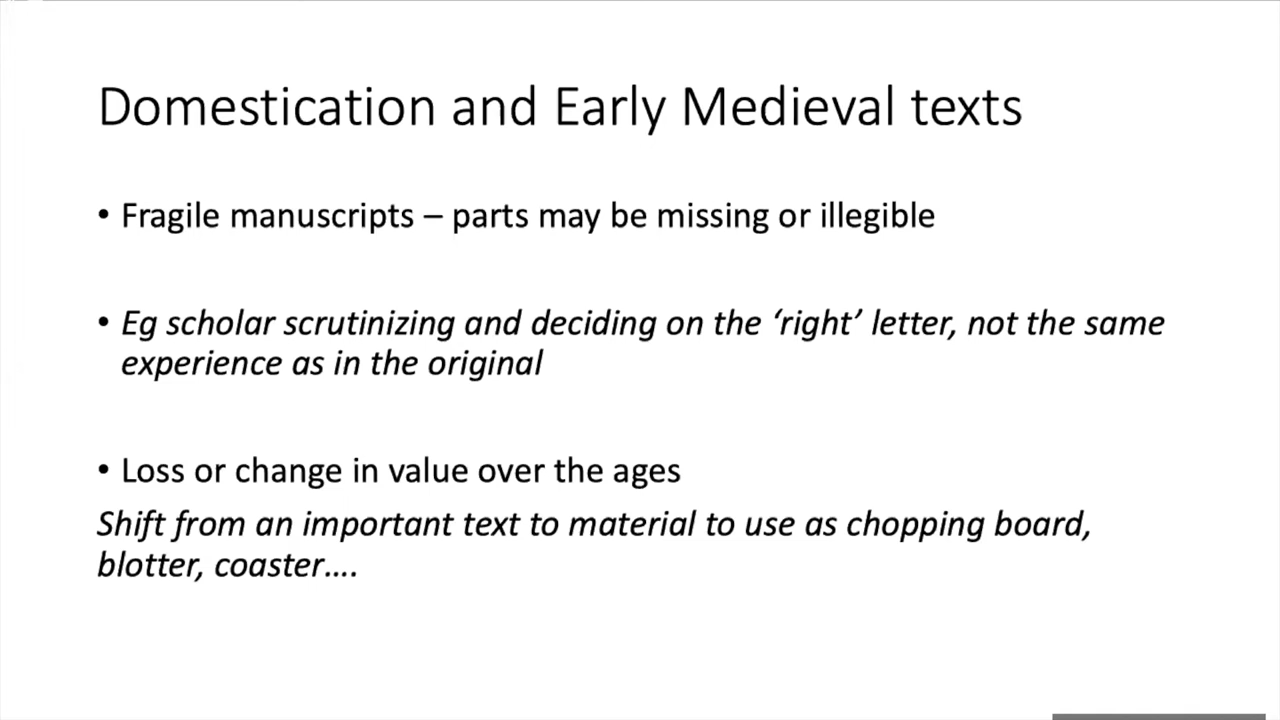 Domestication and Early Medieval texts
• Fragile manuscripts – parts may be missing or illegible
• Eg scholar scrutinizing and deciding on the ‘right’ letter, not the same
experience as in the original
• Loss or change in value over the ages
Shift from an important text to material to use as chopping board,
blotter, coaster….